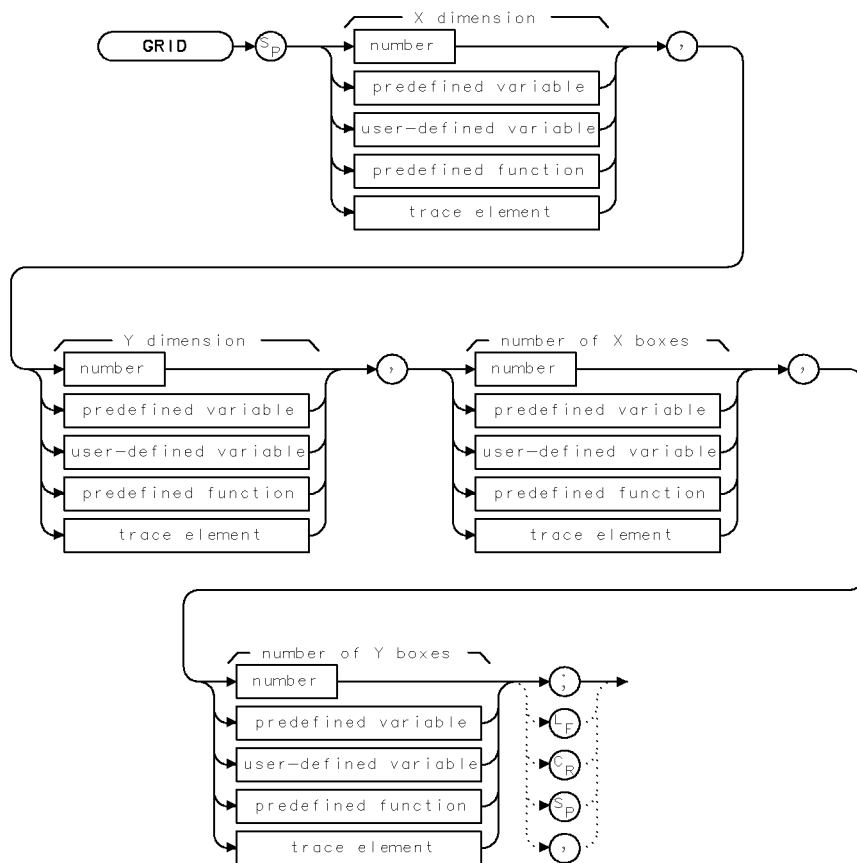 X dimension
GRID SP number ,
predefined variable
user-defined variable
predefined function
trace element
Y dimension number of X boxes
number , number ,
predefined variable predefined variable
user-defined variable user-defined variable
predefined function predefined function
trace element trace element
number of Y boxes
number ;
predefined variable LF
user-defined variable CR
predefined function SP
trace element ,